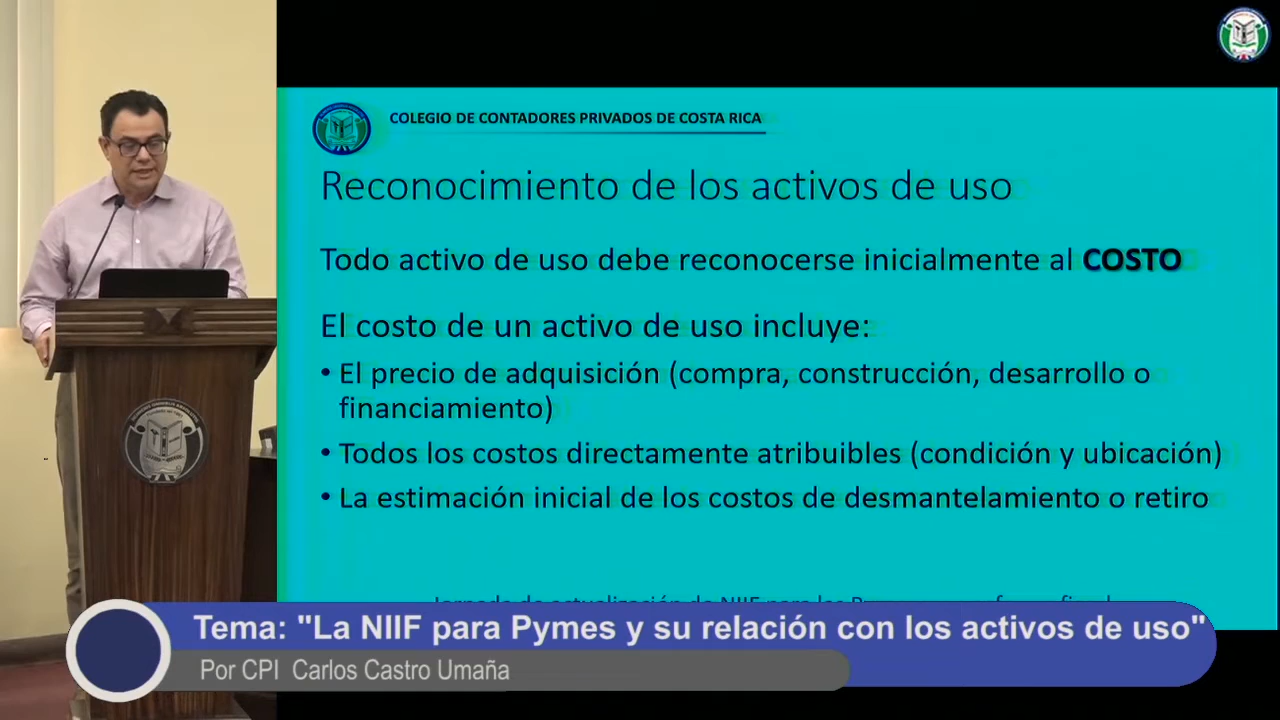 COLEGIO DE CONTADORES PRIVADOS DE COSTA RICA
Reconocimiento de los activos de uso
Todo activo de uso debe reconocerse inicialmente al COSTO
El costo de un activo de uso incluye:
• El precio de adquisición (compra, construcción, desarrollo o
financiamiento)
• Todos los costos directamente atribuibles (condición y ubicación)
• La estimación inicial de los costos de desmantelamiento o retiro
Tema: "La NIIF para Pymes y su relación con los activos de uso"
Por CPI Carlos Castro Umaña